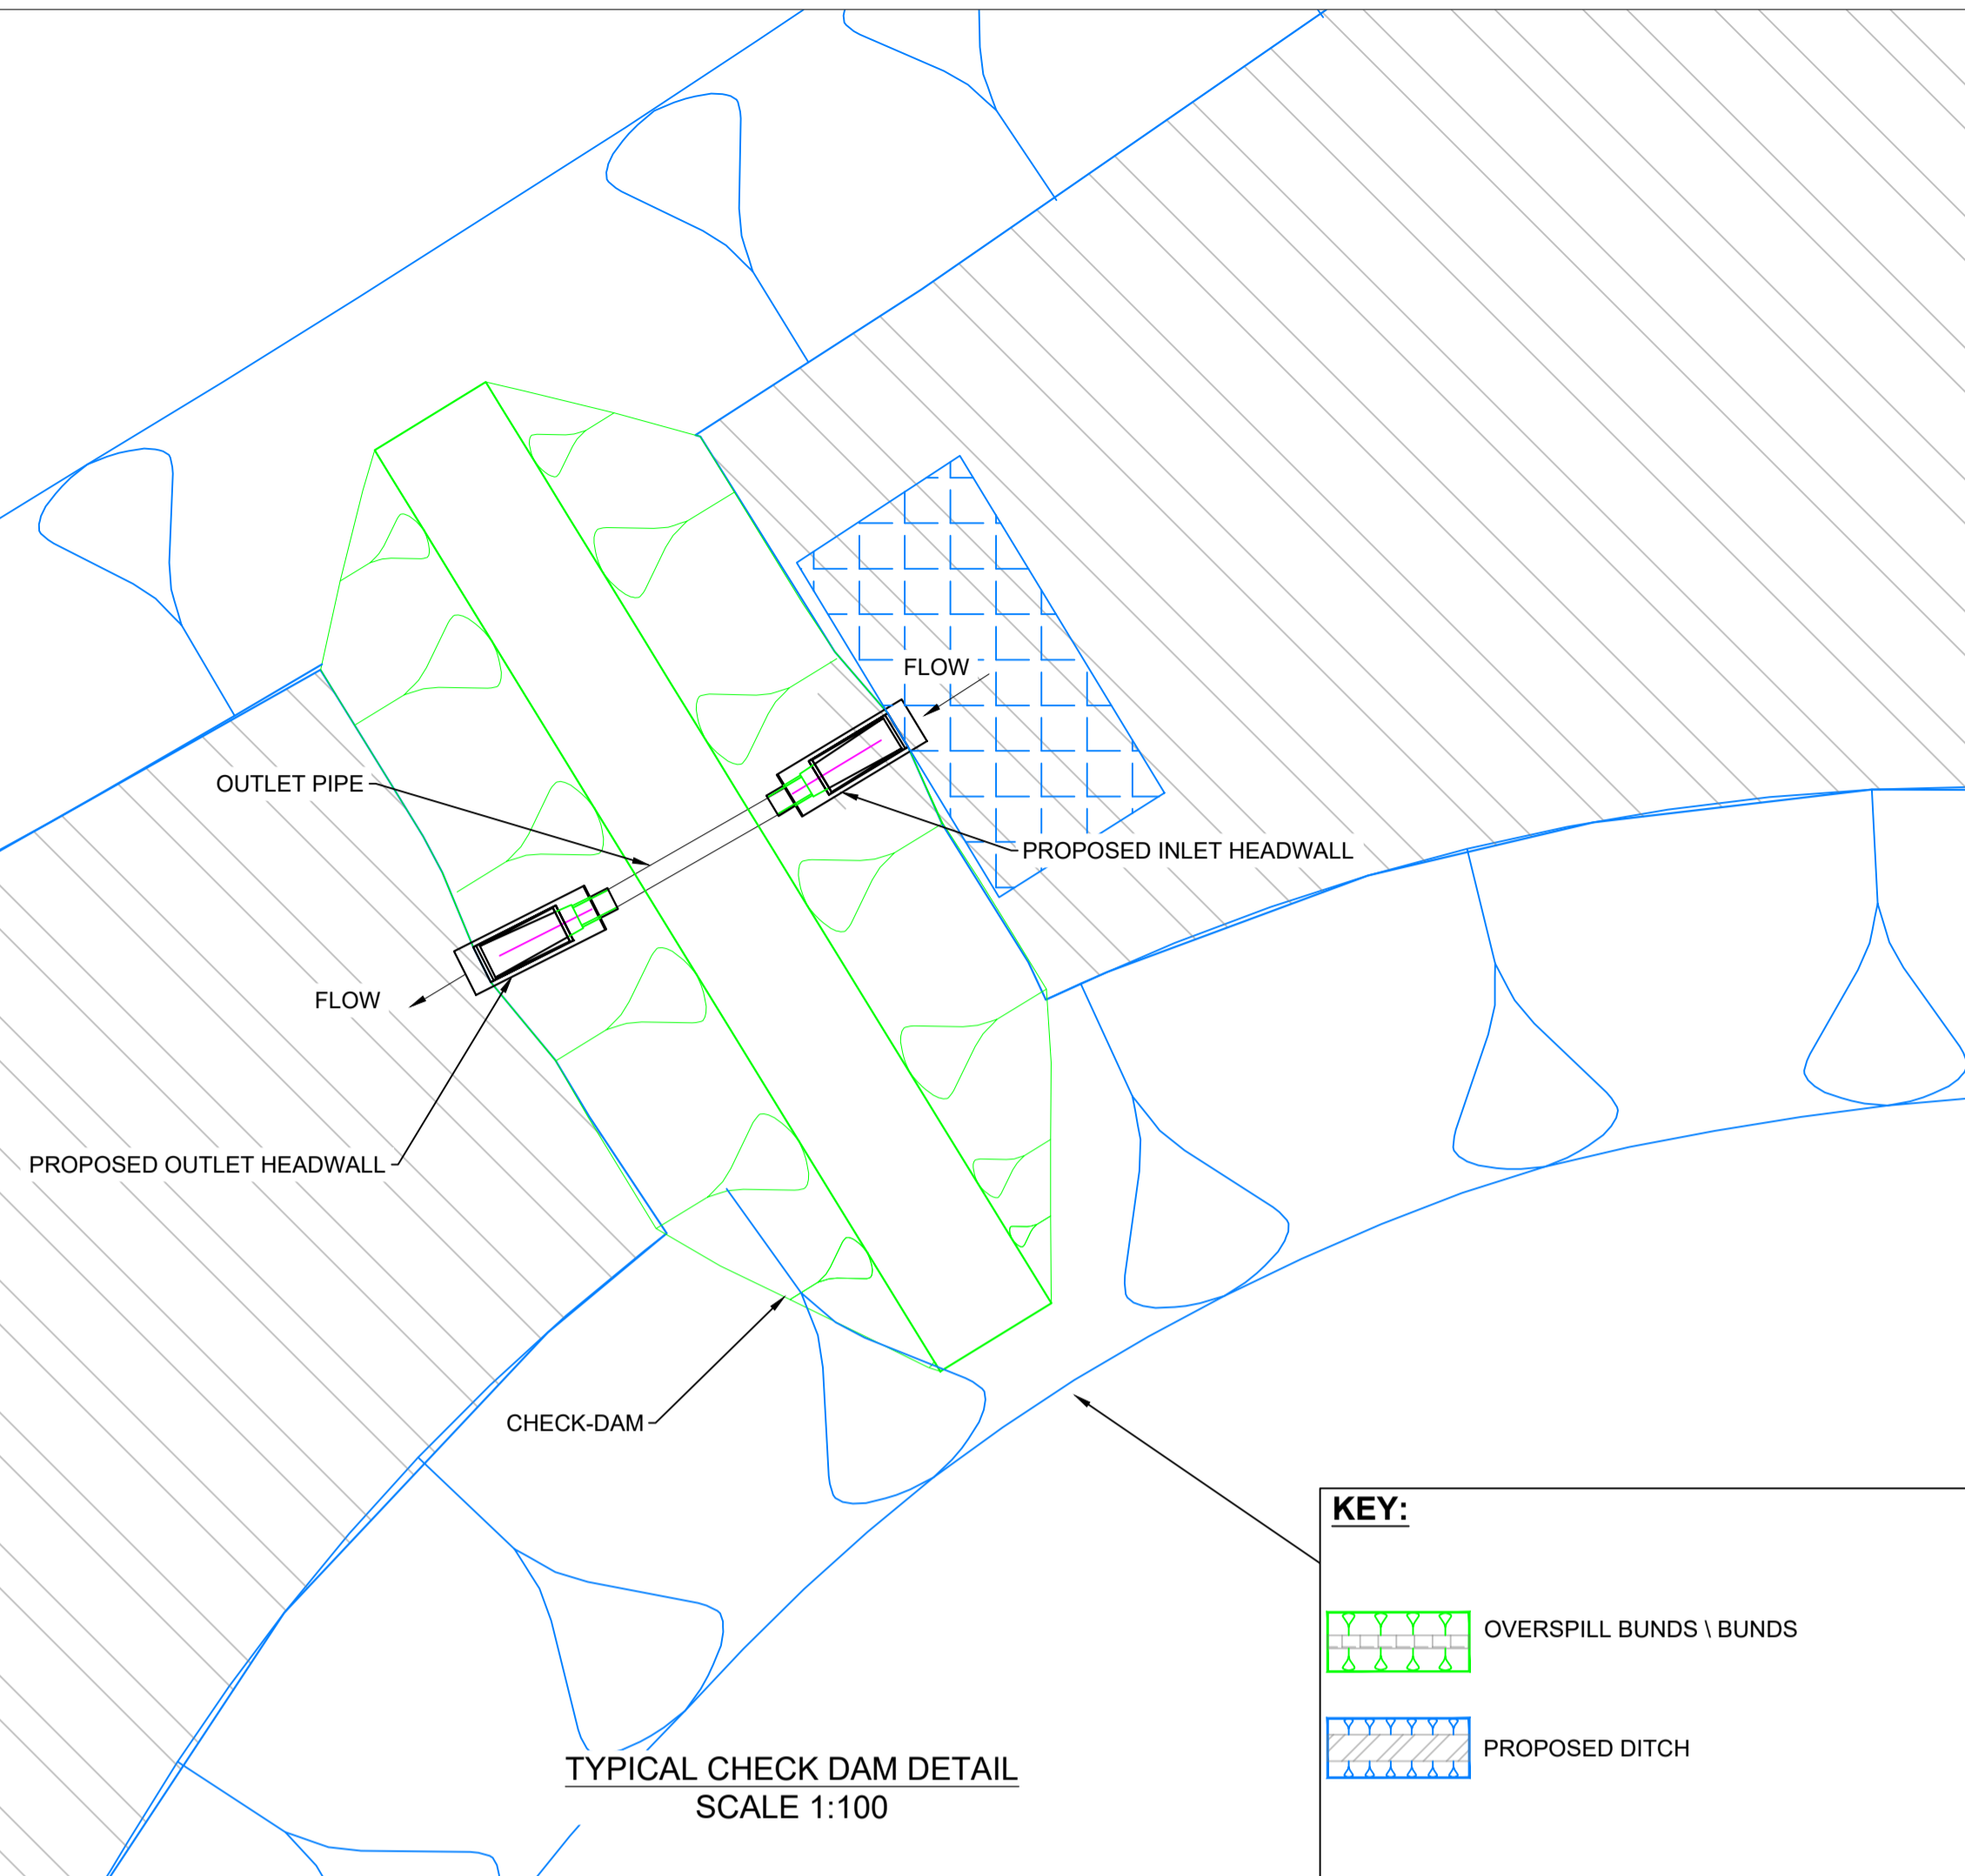 FLOW
OUTLET PIPE
PROPOSED INLET HEADWALL
FLOW
PROPOSED OUTLET HEADWALL
CHECK-DAM
KEY:
OVERSPILL BUNDS \ BUNDS
PROPOSED DITCH
TYPICAL CHECK DAM DETAIL
SCALE 1:100